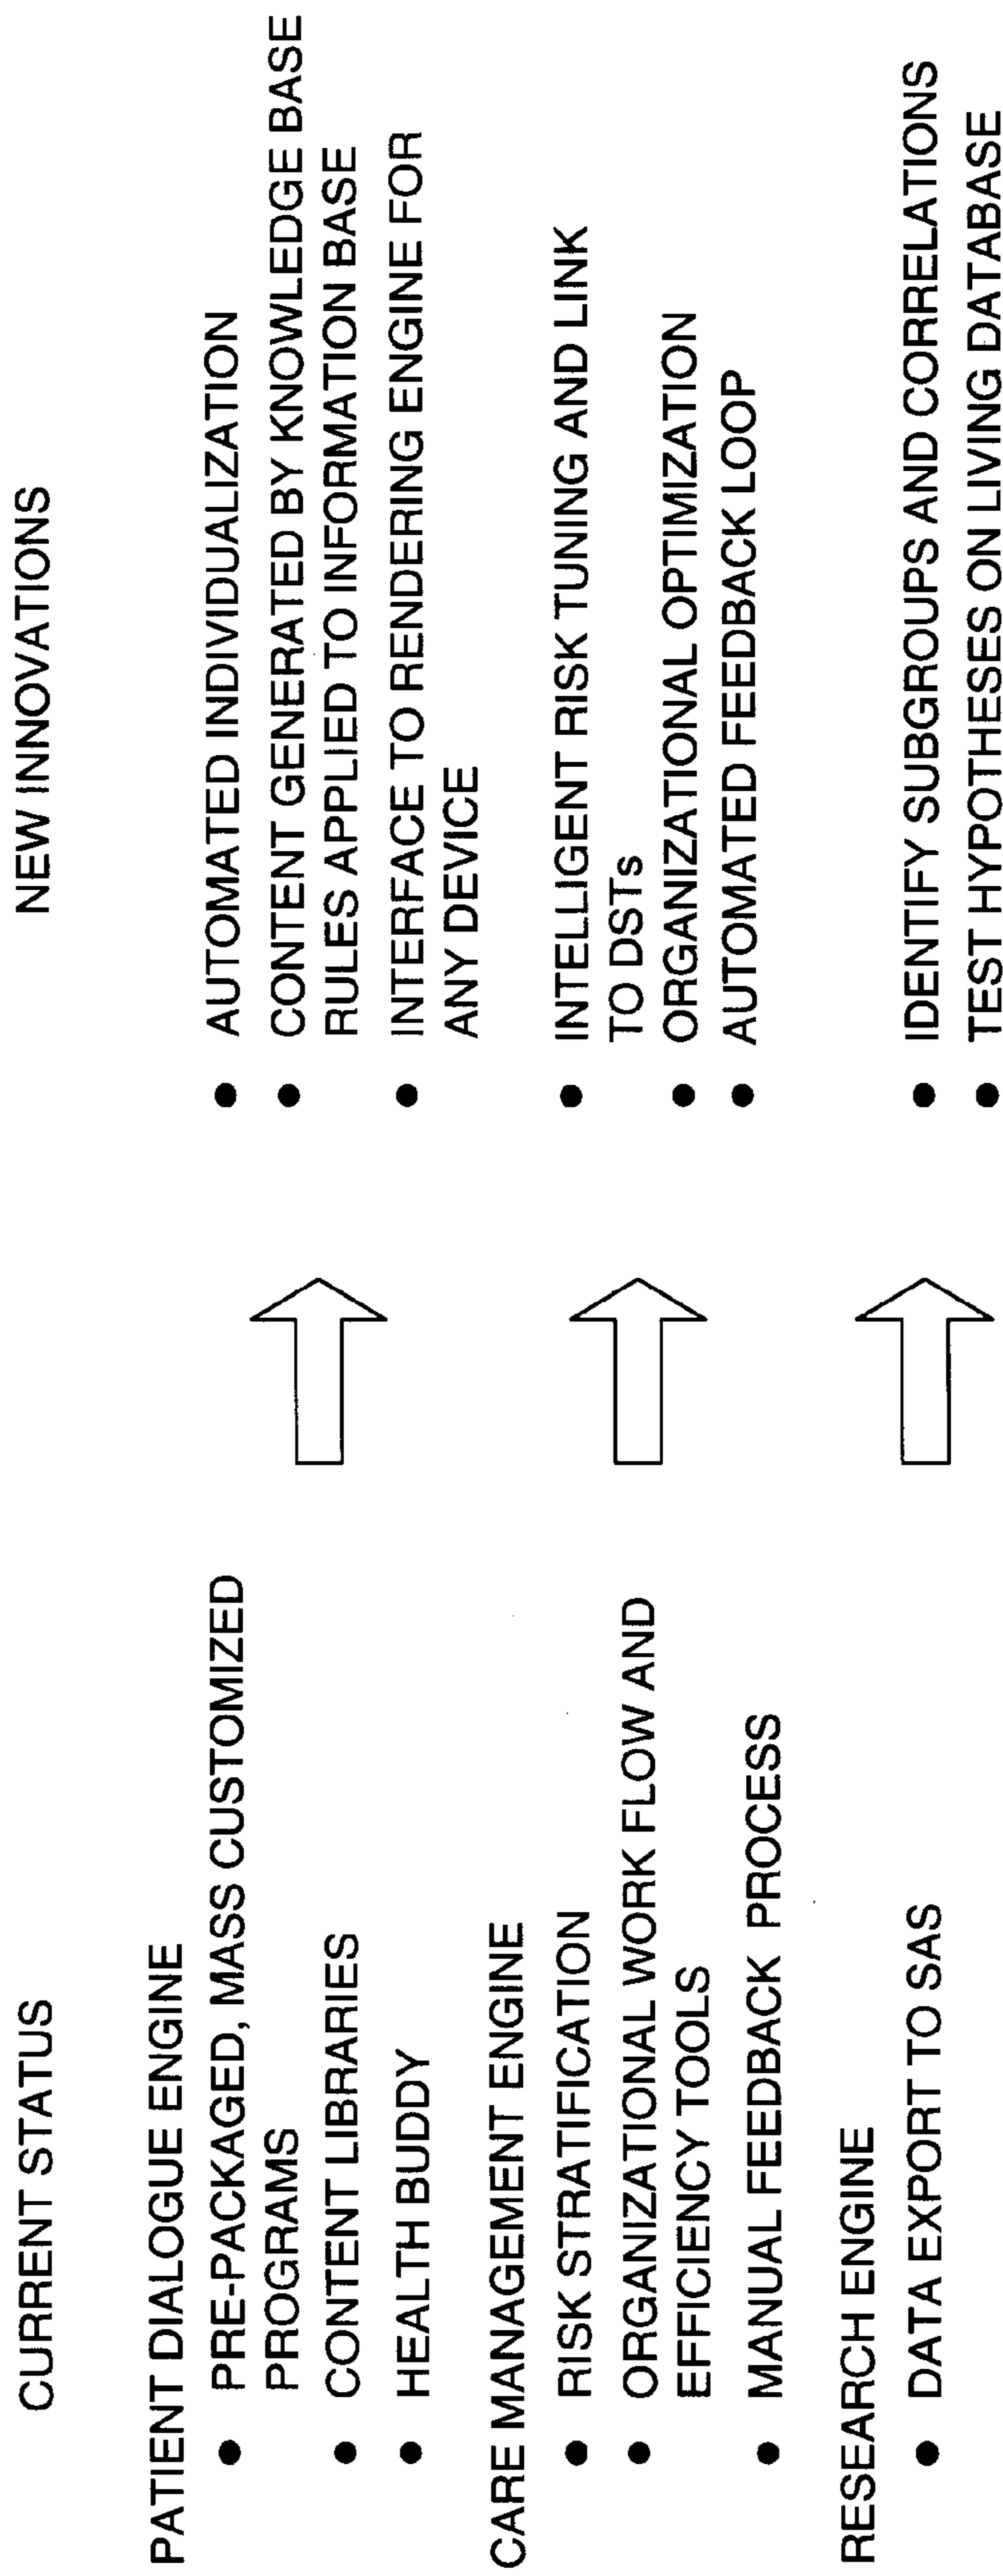 CURRENT STATUS
PATIENT DIALOGUE ENGINE
PRE-PACKAGED, MASS CUSTOMIZED
PROGRAMS
CONTENT LIBRARIES
HEALTH BUDDY
CARE MANAGEMENT ENGINE
RISK STRATIFICATION
ORGANIZATIONAL WORK FLOW AND
EFFICIENCY TOOLS
MANUAL FEEDBACK PROCESS
RESEARCH ENGINE
DATA EXPORT TO SAS
NEW INNOVATIONS
AUTOMATED INDIVIDUALIZATION
CONTENT GENERATED BY KNOWLEDGE BASE
RULES APPLIED TO INFORMATION BASE
INTERFACE TO RENDERING ENGINE FOR
ANY DEVICE
INTELLIGENT RISK TUNING AND LINK
TO DSTs
ORGANIZATIONAL OPTIMIZATION
AUTOMATED FEEDBACK LOOP
IDENTIFY SUBGROUPS AND CORRELATIONS
TEST HYPOTHESES ON LIVING DATABASE